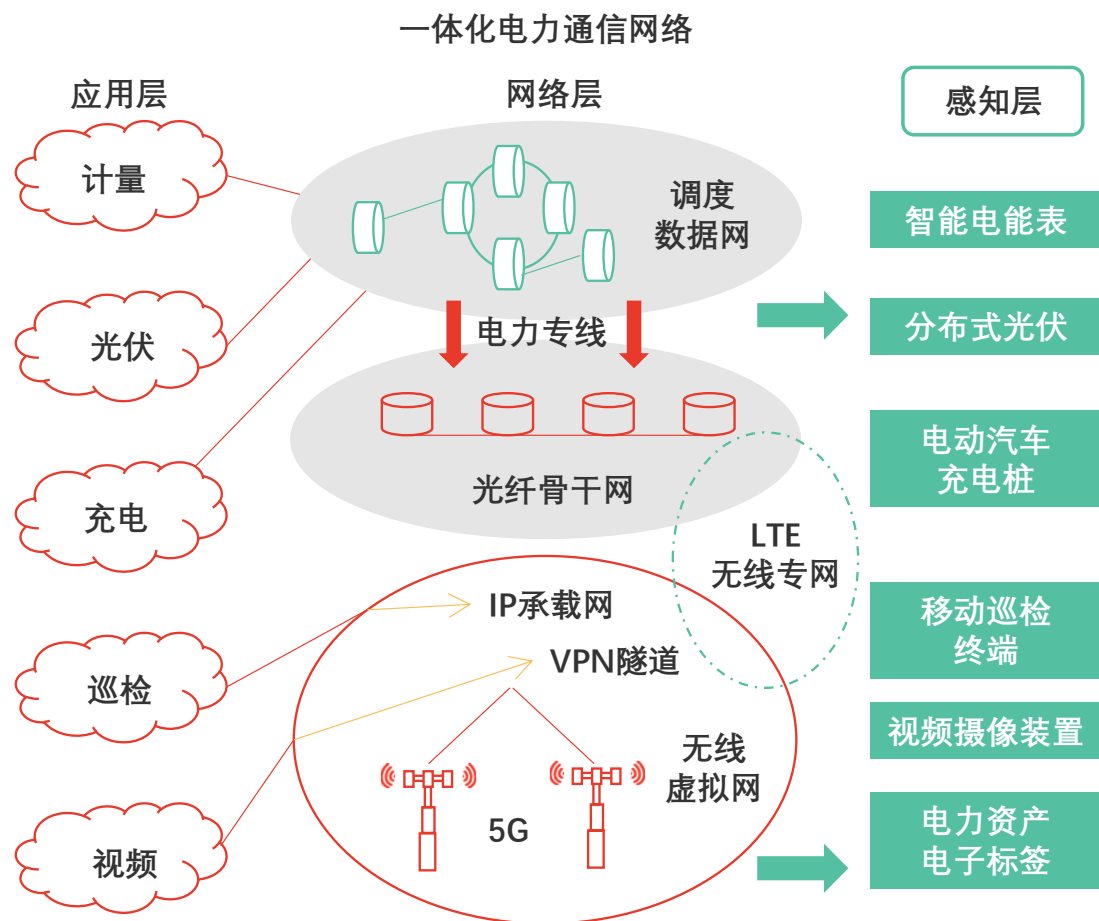 一体化电力通信网络
应用层
网络层
感知层
计量
光伏
充电
巡检
视频
调度
数据网
电力专线
光纤骨干网
LTE
无线专网
IP承载网
VPN隧道
无线
虚拟网
5G
智能电能表
分布式光伏
电动汽车
充电桩
移动巡检
终端
视频摄像装置
电力资产
电子标签